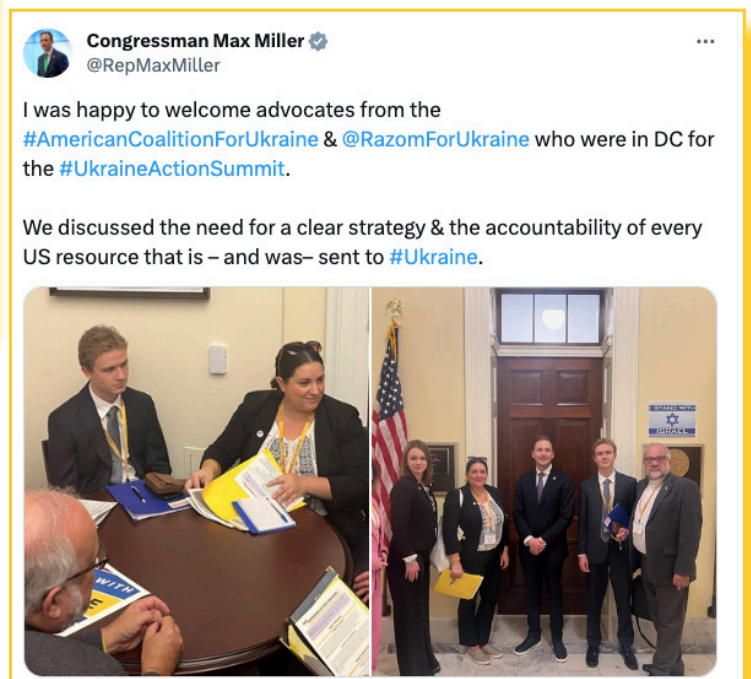 Congressman Max Miller
@RepMaxMiller
I was happy to welcome advocates from the
#AmericanCoalitionForUkraine & @RazomForUkraine who were in DC for
the #UkraineActionSummit.
We discussed the need for a clear strategy & the accountability of every
US resource that is – and was– sent to #Ukraine.
WITH
I STAND WITH
ISRAEL